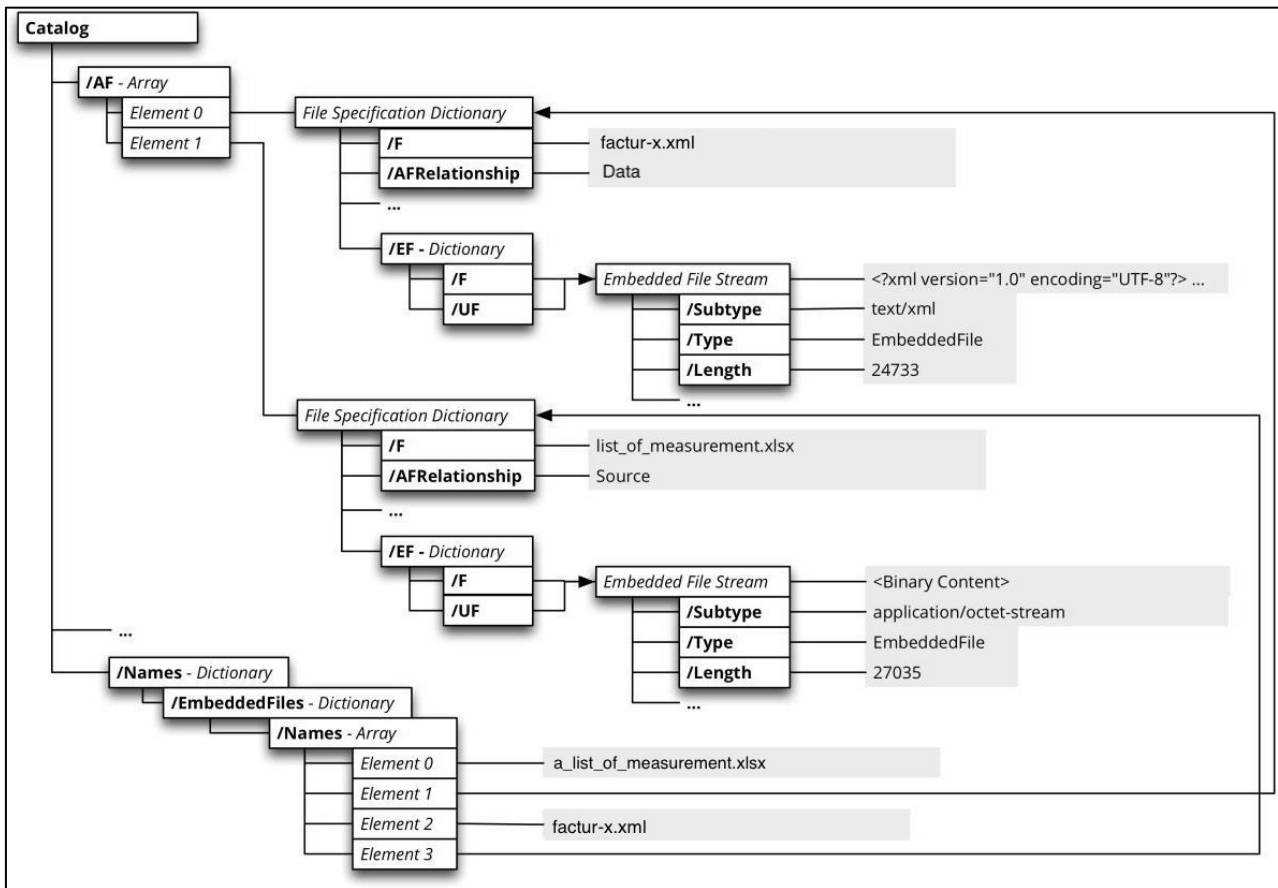 Catalog
/AF - Array
Element 0
Element 1
File Specification Dictionary
/F
factur-x.xml
/AFRelationship
Data
...
/EF - Dictionary
/F
/UF
Embedded File Stream
<?xml version="1.0" encoding="UTF-8"?> ...
/Subtype
text/xml
/Type
EmbeddedFile
/Length
24733
...
File Specification Dictionary
/F
list_of_measurement.xlsx
/AFRelationship
Source
...
/EF - Dictionary
/F
/UF
Embedded File Stream
<Binary Content>
/Subtype
application/octet-stream
/Type
EmbeddedFile
/Length
27035
...
...
/Names - Dictionary
/EmbeddedFiles - Dictionary
/Names - Array
Element 0
a_list_of_measurement.xlsx
Element 1
Element 2
factur-x.xml
Element 3